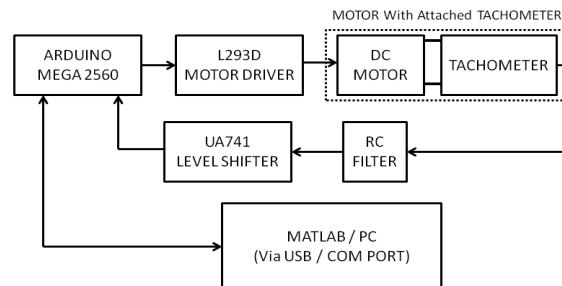 MOTOR With Attached TACHOMETER
ARDUINO
MEGA 2560
L293D
MOTOR DRIVER
DC
MOTOR
TACHOMETER
UA741
LEVEL SHIFTER
RC
FILTER
MATLAB / PC
(Via USB / COM PORT)